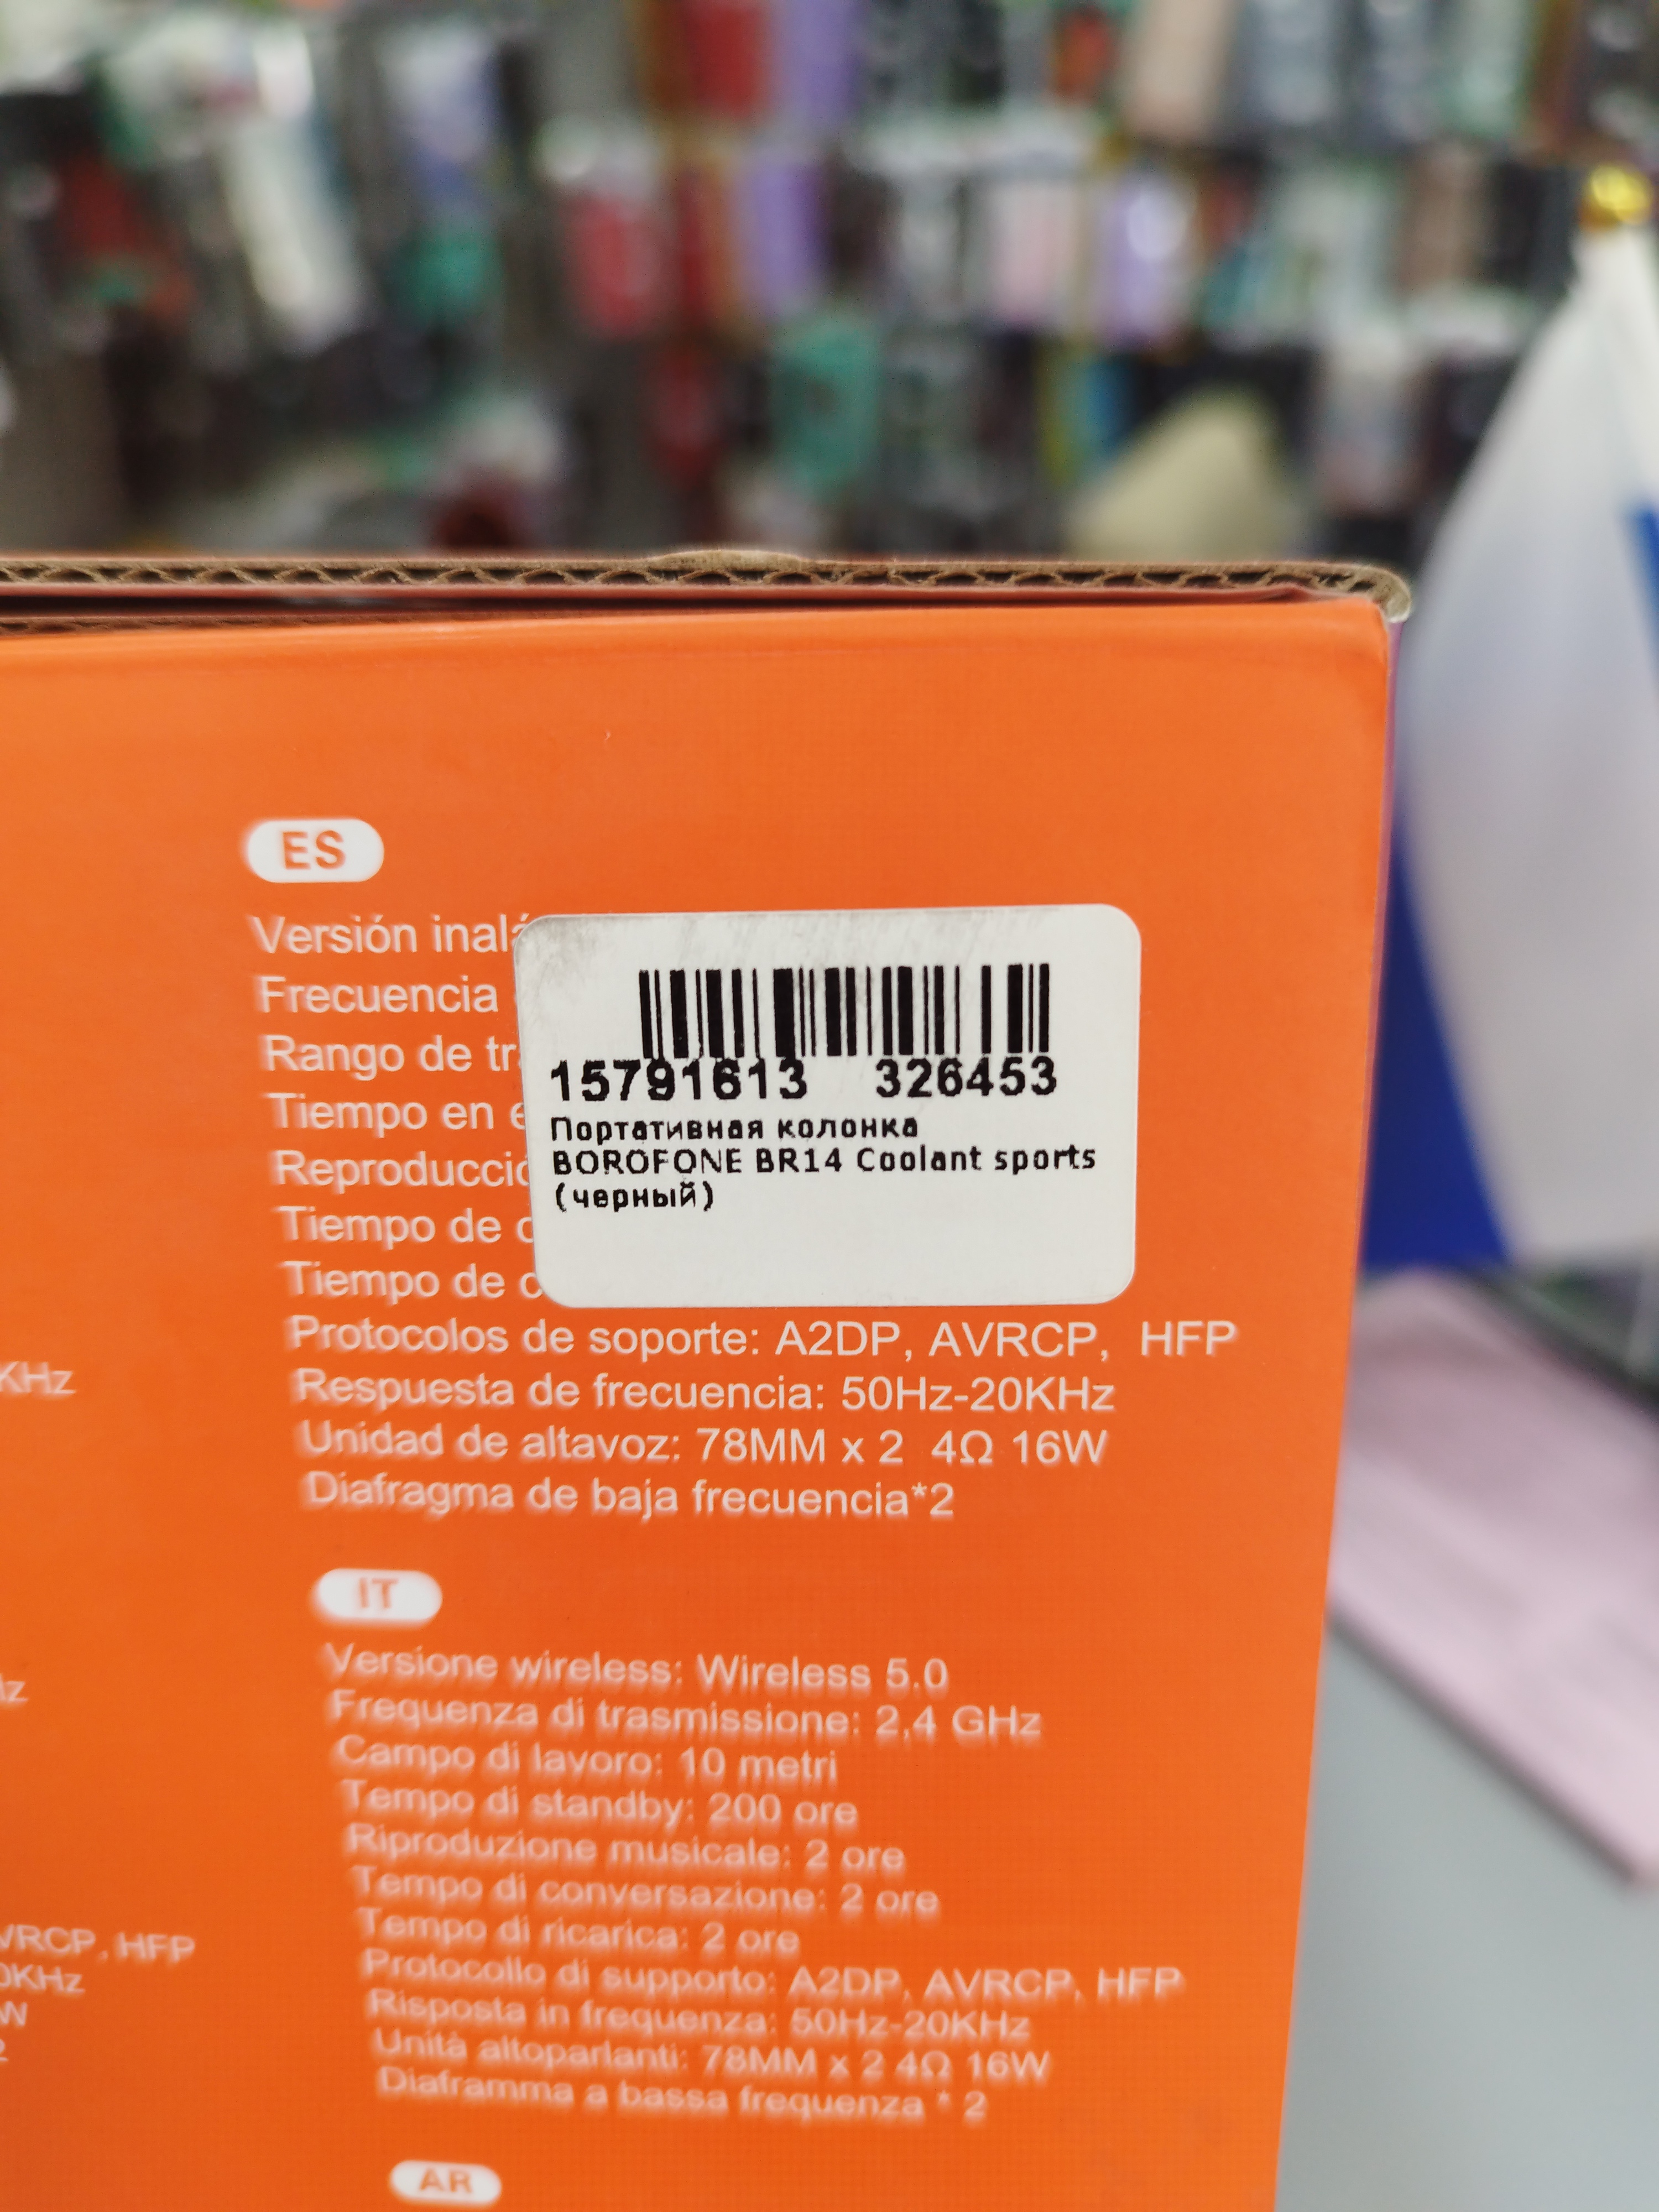 ES
Versión inalá
Frecuencia
Rango de tra
Tiempo en e
Reproducció
Tiempo de c
Tiempo de c
Protocolos de soporte: A2DP, AVRCP, HFP
Respuesta de frecuencia: 50Hz-20KHz
Unidad de altavoz: 78MM x 2 4Ω 16W
Diafragma de baja frecuencia*2
15791613 326453
Портативная колонка
BOROFONE BR14 Coolant sports
(черный)
IT
Versione wireless: Wireless 5.0
Frequenza di trasmissione: 2,4 GHz
Campo di lavoro: 10 metri
Tempo di standby: 200 ore
Riproduzione musicale: 2 ore
Tempo di conversazione: 2 ore
Tempo di ricarica: 2 ore
Protocollo di supporto: A2DP, AVRCP, HFP
Risposta in frequenza: 50Hz-20KHz
Unità altoparlanti: 78MM x 2 4Ω 16W
Diaframma a bassa frequenza * 2
AR
KHz
Hz
VRCP, HFP
0KHz
W
2